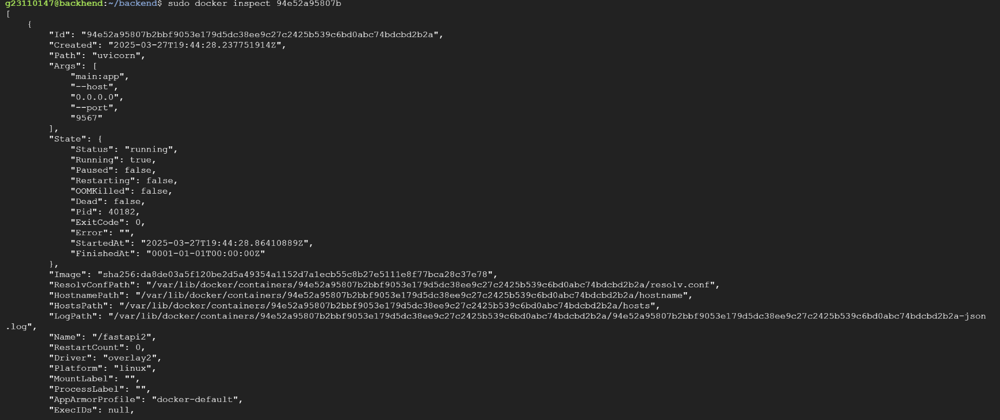 g23110147@backhend:~/backend$ sudo docker inspect 94e52a95807b
[
    {
        "Id": "94e52a95807b2bbf9053e179d5dc38ee9c27c2425b539c6bd0abc74bdcbd2b2a",
        "Created": "2025-03-27T19:44:28.237751914Z",
        "Path": "uvicorn",
        "Args": [
            "main:app",
            "--host",
            "0.0.0.0",
            "--port",
            "9567"
        ],
        "State": {
            "Status": "running",
            "Running": true,
            "Paused": false,
            "Restarting": false,
            "OOMKilled": false,
            "Dead": false,
            "Pid": 40182,
            "ExitCode": 0,
            "Error": "",
            "StartedAt": "2025-03-27T19:44:28.86410889Z",
            "FinishedAt": "0001-01-01T00:00:00Z"
        },
        "Image": "sha256:da8de03a5f120be2d5a49354a1152d7a1ecb55c8b27e5111e8f77bca28c37e78",
        "ResolvConfPath": "/var/lib/docker/containers/94e52a95807b2bbf9053e179d5dc38ee9c27c2425b539c6bd0abc74bdcbd2b2a/resolv.conf",
        "HostnamePath": "/var/lib/docker/containers/94e52a95807b2bbf9053e179d5dc38ee9c27c2425b539c6bd0abc74bdcbd2b2a/hostname",
        "HostsPath": "/var/lib/docker/containers/94e52a95807b2bbf9053e179d5dc38ee9c27c2425b539c6bd0abc74bdcbd2b2a/hosts",
        "LogPath": "/var/lib/docker/containers/94e52a95807b2bbf9053e179d5dc38ee9c27c2425b539c6bd0abc74bdcbd2b2a/94e52a95807b2bbf9053e179d5dc38ee9c27c2425b539c6bd0abc74bdcbd2b2a-json
.log",
        "Name": "/fastapi2",
        "RestartCount": 0,
        "Driver": "overlay2",
        "Platform": "linux",
        "MountLabel": "",
        "ProcessLabel": "",
        "AppArmorProfile": "docker-default",
        "ExecIDs": null,